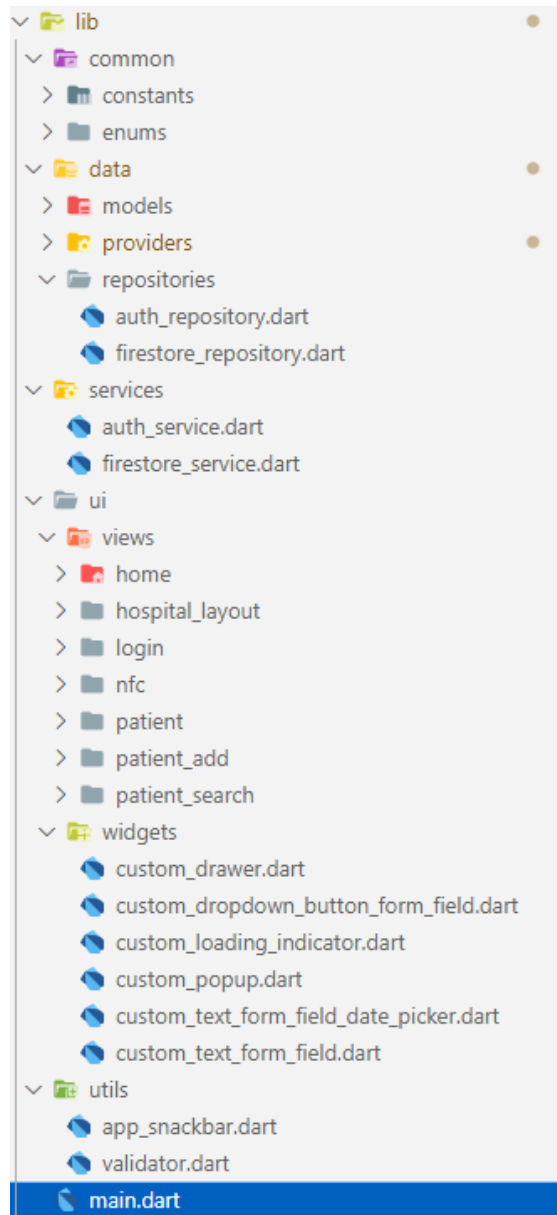 lib
common
constants
enums
data
models
providers
repositories
auth_repository.dart
firestore_repository.dart
services
auth_service.dart
firestore_service.dart
ui
views
home
hospital_layout
login
nfc
patient
patient_add
patient_search
widgets
custom_drawer.dart
custom_dropdown_button_form_field.dart
custom_loading_indicator.dart
custom_popup.dart
custom_text_form_field_date_picker.dart
custom_text_form_field.dart
utils
app_snackbar.dart
validator.dart
main.dart